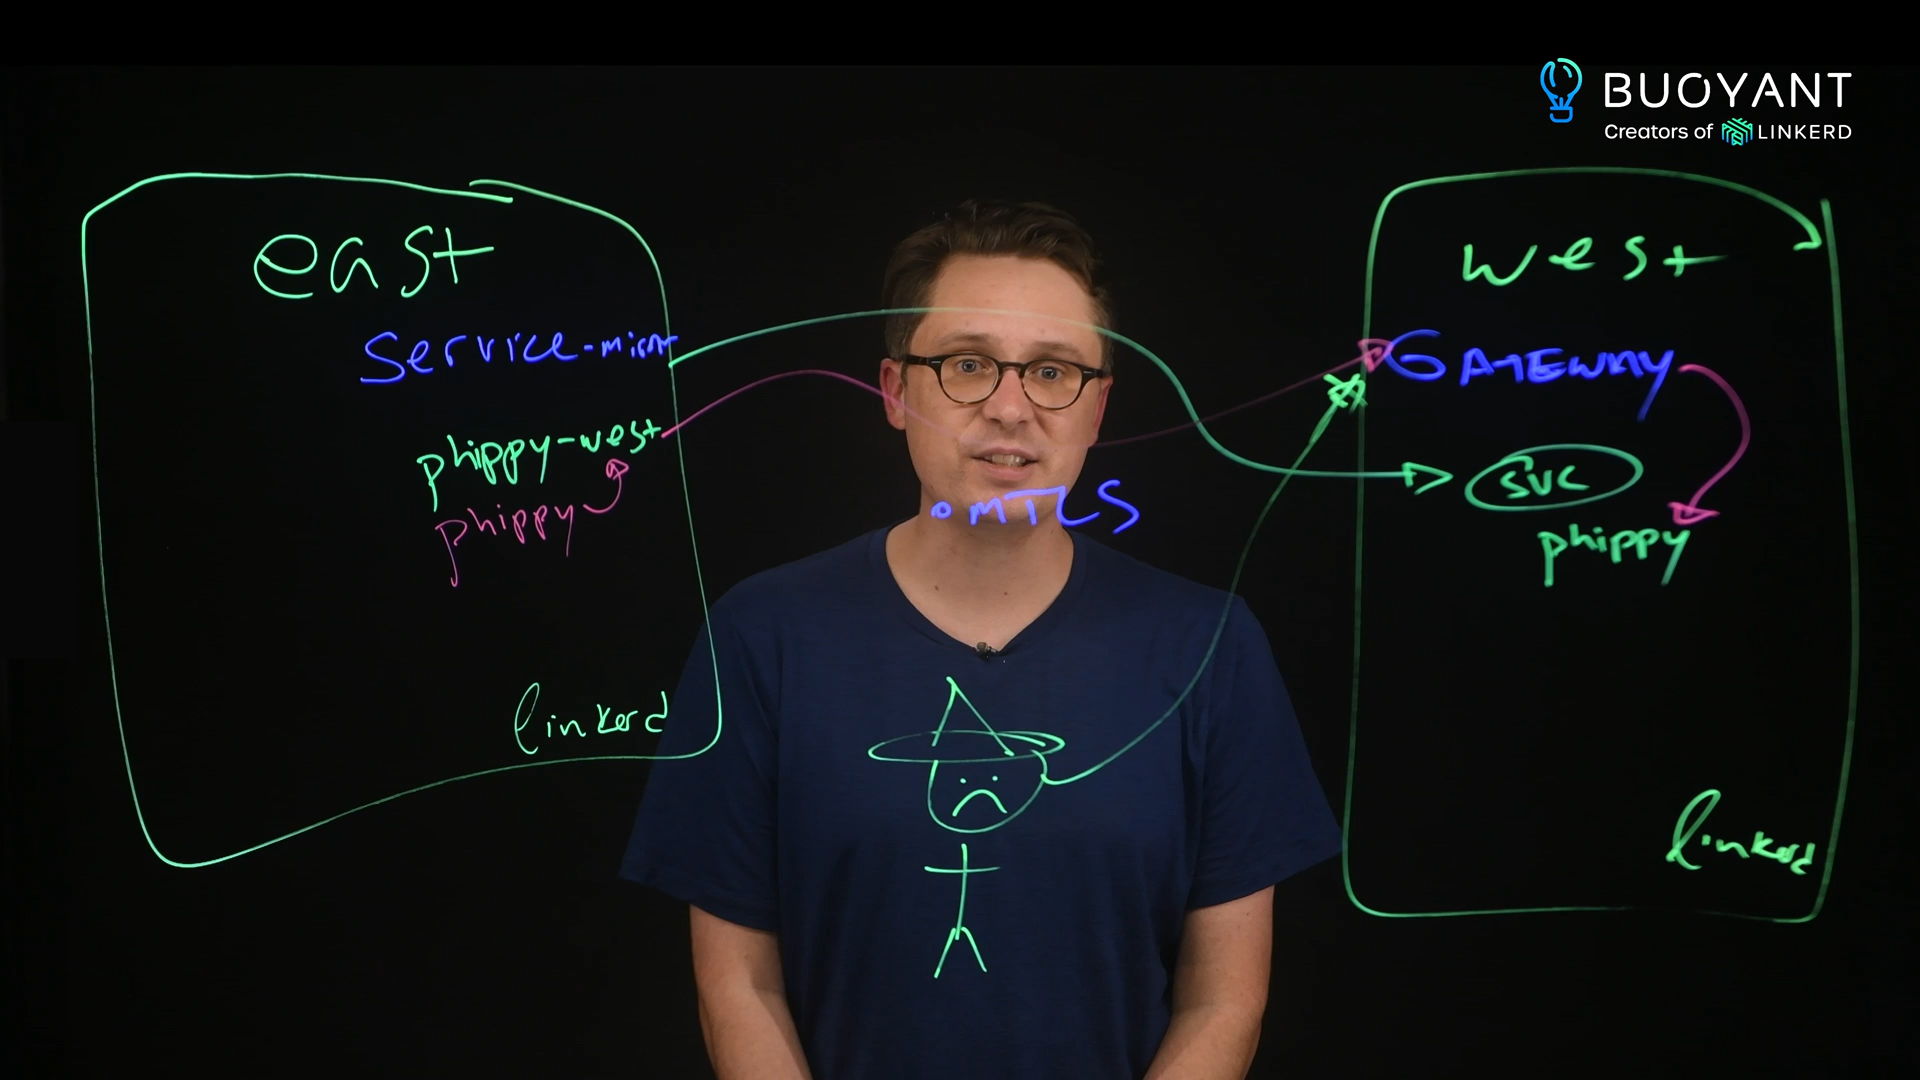 BUOYANT
Creators of LINKERD
east
service-mirror
phippy-west
phippy
linkerd
• mTLS
west
GATEWAY
SVC
phippy
linkerd